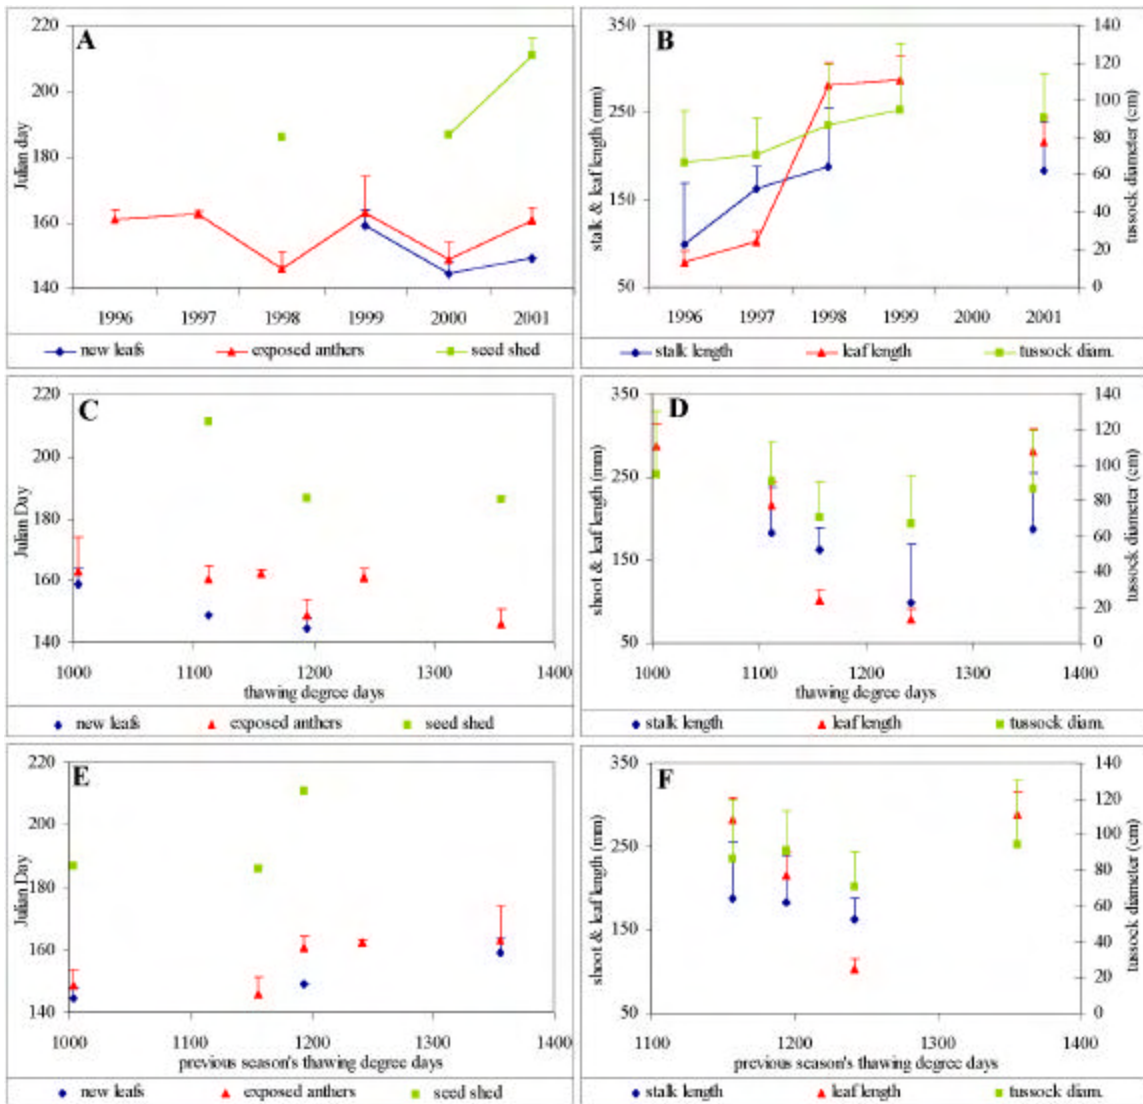 A
220
200
180
160
140
Julian day
1996 1997 1998 1999 2000 2001
new leafs exposed anthers seed shed
B
350
250
150
50
stalk & leaf length (mm)
140
120
100
80
60
40
20
0
tussock diameter (cm)
1996 1997 1998 1999 2000 2001
stalk length leaf length tussock diam.
C
220
200
180
160
140
Julian Day
1000 1100 1200 1300 1400
thawing degree days
new leafs exposed anthers seed shed
D
350
250
150
50
shoot & leaf length (mm)
140
120
100
80
60
40
20
0
tussock diameter (cm)
1000 1100 1200 1300 1400
thawing degree days
stalk length leaf length tussock diam.
E
220
200
180
160
140
Julian Day
1000 1100 1200 1300 1400
previous season's thawing degree days
new leafs exposed anthers seed shed
F
350
250
150
50
shoot & leaf length (mm)
140
120
100
80
60
40
20
0
tussock diameter (cm)
1100 1200 1300 1400
previous season's thawing degree days
stalk length leaf length tussock diam.